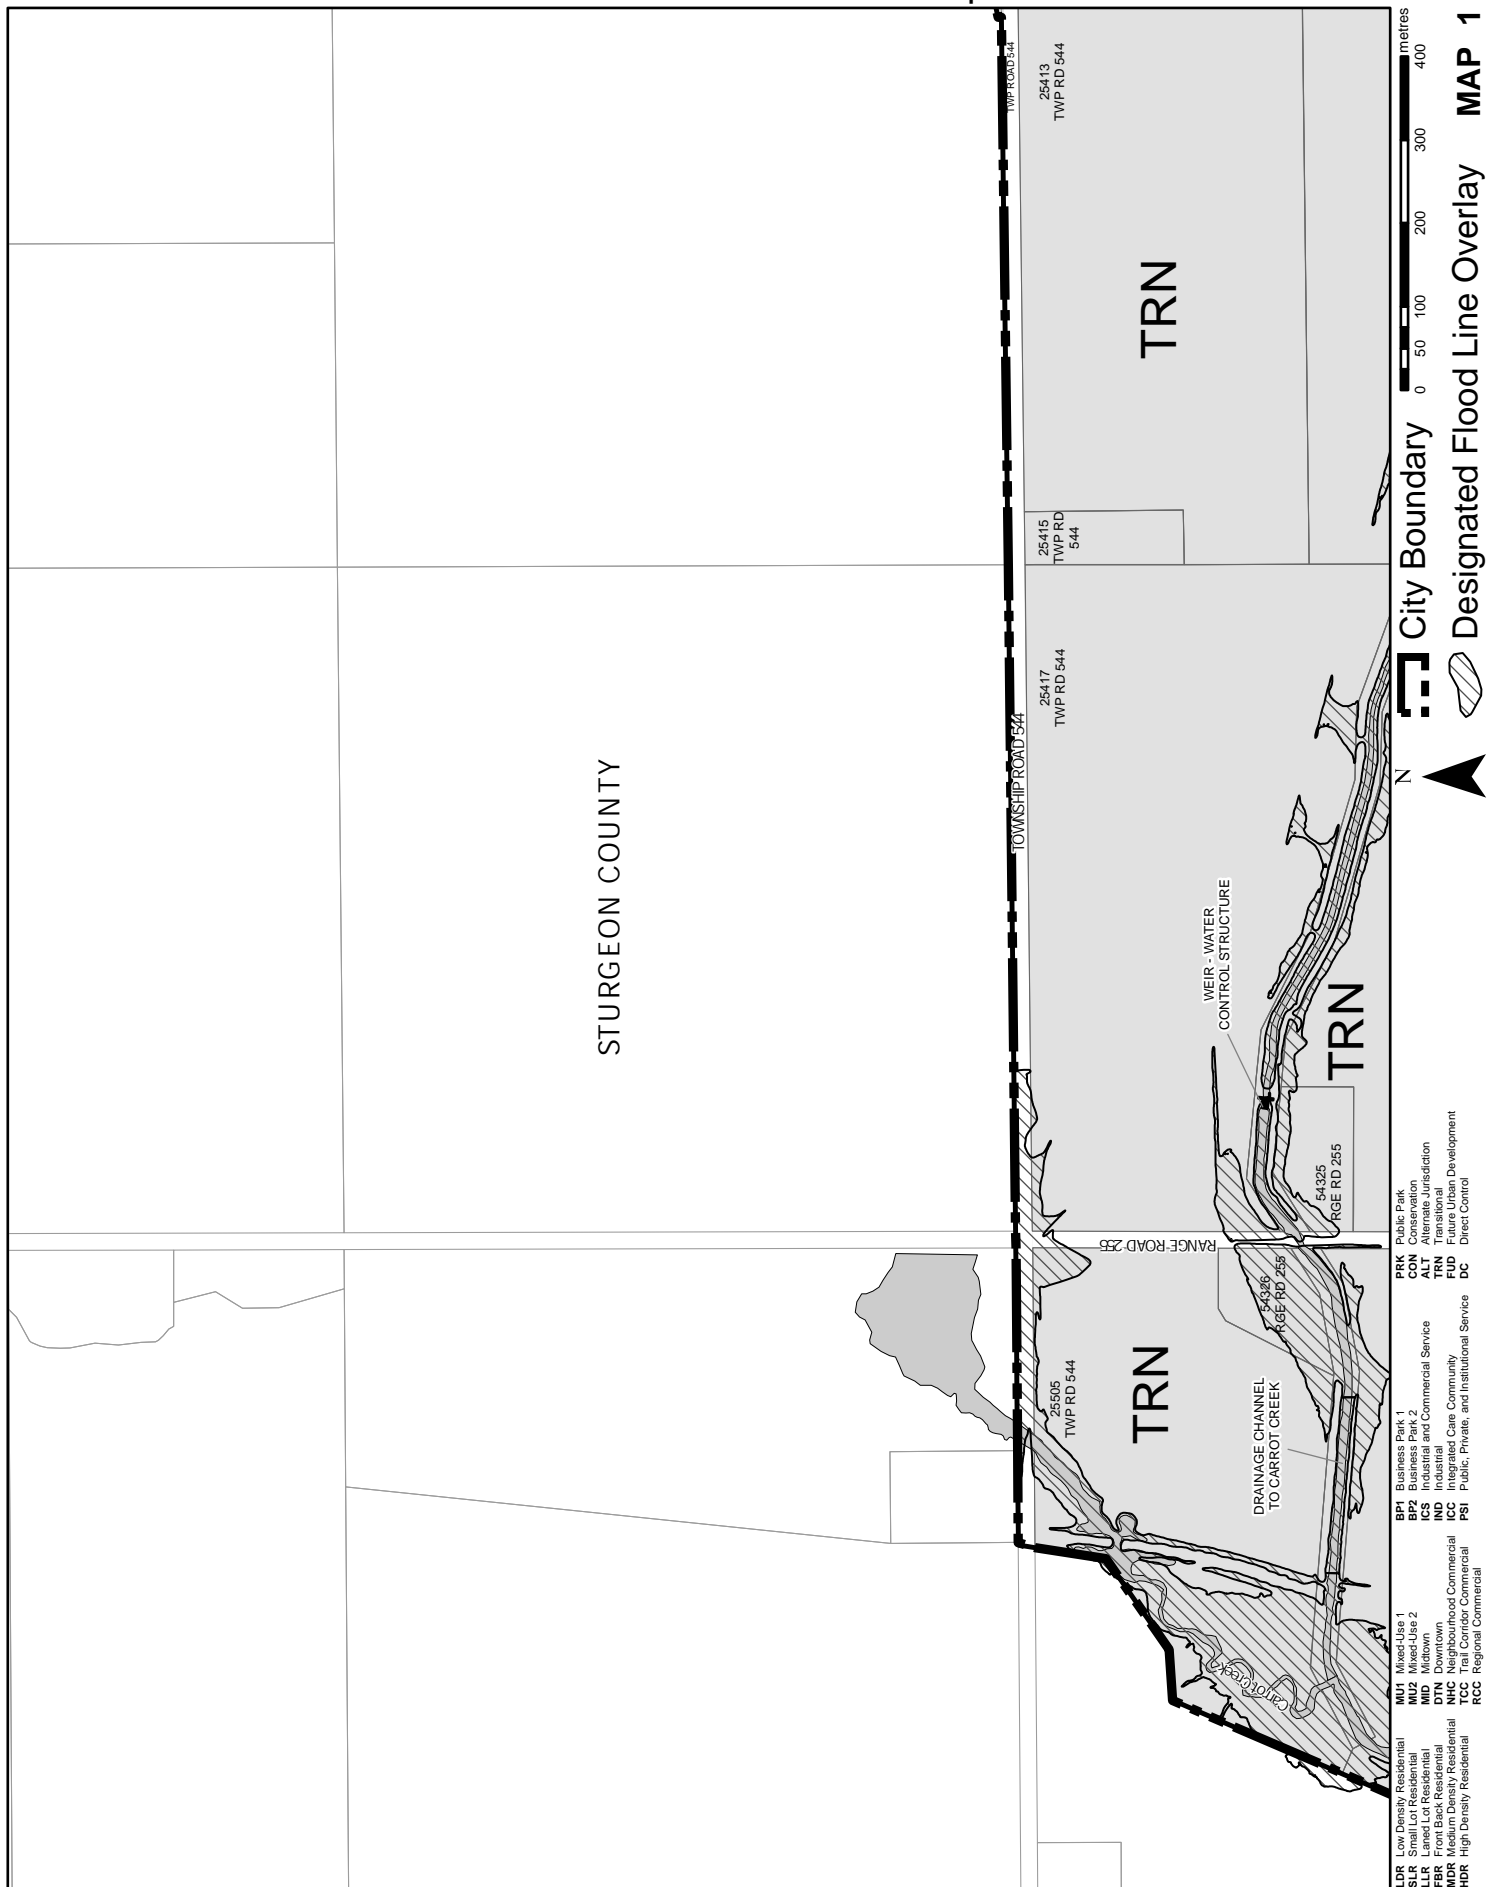 STURGEON COUNTY
TWP ROAD 544
25413
TWP RD 544
TRN
25415
TWP RD
544
25417
TWP RD 544
TOWNSHIP ROAD 544
WEIR - WATER
CONTROL STRUCTURE
TRN
54325
RGE RD 255
RANGE ROAD 255
54326
RGE RD 255
25505
TWP RD 544
TRN
DRAINAGE CHANNEL
TO CARROT CREEK
Carrot Creek
LDR Low Density Residential
SLR Small Lot Residential
LLR Laned Lot Residential
FBR Front Back Residential
MDR Medium Density Residential
HDR High Density Residential
MU1 Mixed-Use 1
MU2 Mixed-Use 2
MID Midtown
DTN Downtown
NHC Neighbourhood Commercial
TCC Trail Corridor Commercial
RCC Regional Commercial
BP1 Business Park 1
BP2 Business Park 2
ICS Industrial and Commercial Service
IND Industrial
ICC Integrated Care Community
PSI Public, Private, and Institutional Service
PRK Public Park
CON Conservation
ALT Alternate Jurisdiction
TRN Transitional
FUD Future Urban Development
DC Direct Control
N
City Boundary
Designated Flood Line Overlay
0 50 100 200 300 400
metres
MAP 1